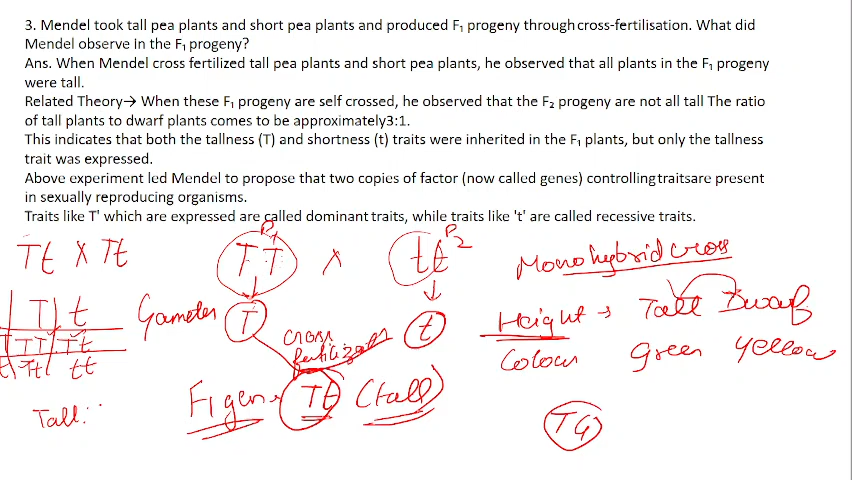 3. Mendel took tall pea plants and short pea plants and produced F₁ progeny through cross-fertilisation. What did
Mendel observe in the F₁ progeny?
Ans. When Mendel cross fertilized tall pea plants and short pea plants, he observed that all plants in the F₁ progeny
were tall.
Related Theory→ When these F₁ progeny are self crossed, he observed that the F₂ progeny are not all tall The ratio
of tall plants to dwarf plants comes to be approximately3:1.
This indicates that both the tallness (T) and shortness (t) traits were inherited in the F₁ plants, but only the tallness
trait was expressed.
Above experiment led Mendel to propose that two copies of factor (now called genes) controllingtraitsare present
in sexually reproducing organisms.
Traits like T' which are expressed are called dominant traits, while traits like 't' are called recessive traits.
P₁ P₂
Tt X Tt TT X tt Monohybrid cross
T t Gametes T t Height → Tall Dwarf
T TT Tt cross
fertilization Colour Green Yellow
t Tt tt
F₁ gen. Tt (tall)
Tall: TG